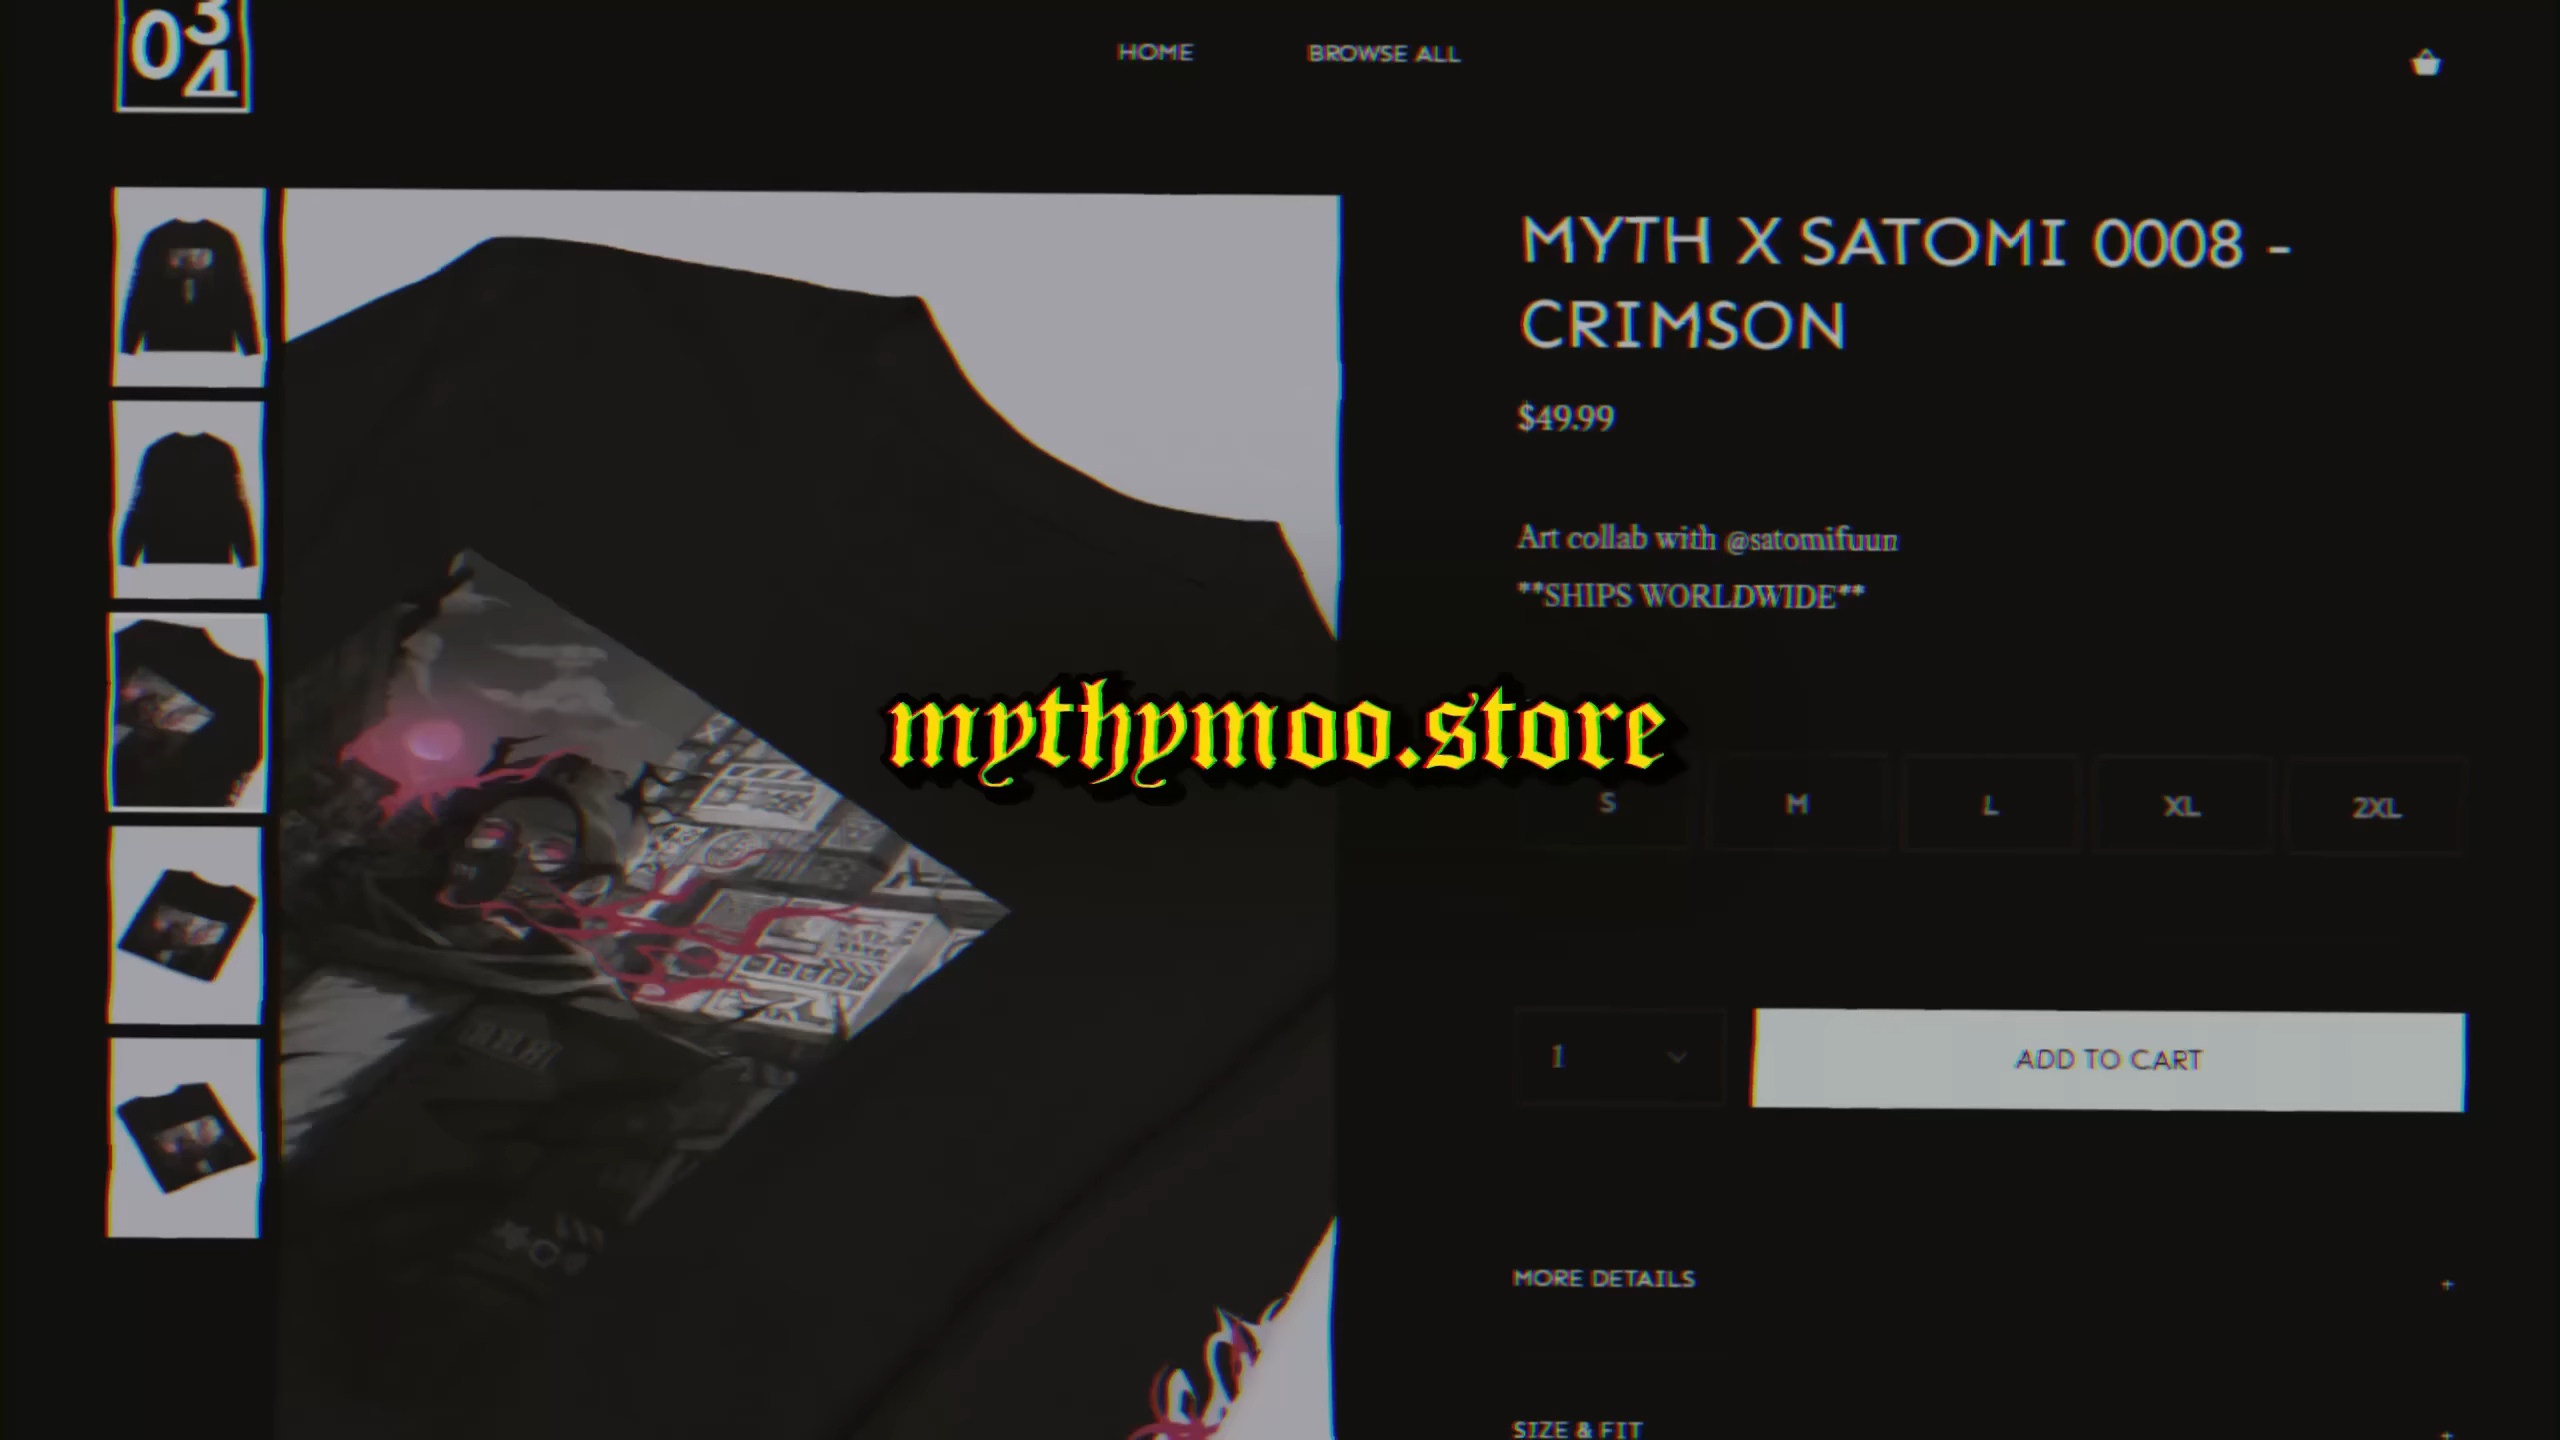 034
HOME
BROWSE ALL
MYTH X SATOMI 0008 -
CRIMSON
$49.99
Art collab with @satomifuun
**SHIPS WORLDWIDE**
mythymoo.store
S
M
L
XL
2XL
1
ADD TO CART
MORE DETAILS
+
SIZE & FIT
+